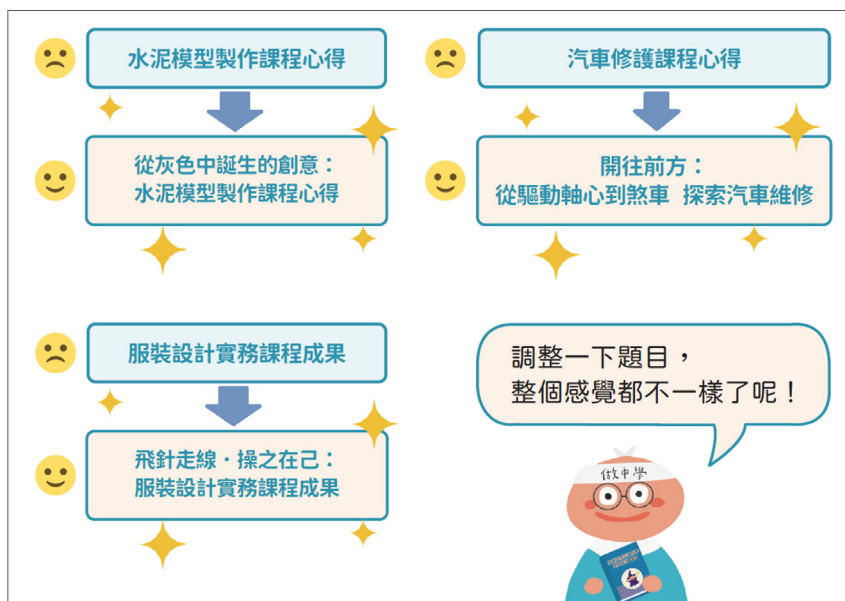 水泥模型製作課程心得
從灰色中誕生的創意：
水泥模型製作課程心得
汽車修護課程心得
開往前方：
從驅動軸心到煞車 探索汽車維修
服裝設計實務課程成果
飛針走線・操之在己：
服裝設計實務課程成果
調整一下題目，
整個感覺都不一樣了呢！
做中學